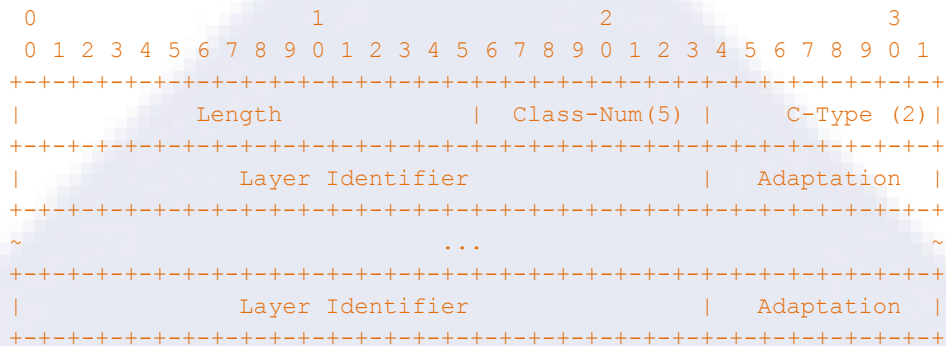 0                   1                   2                   3
 0 1 2 3 4 5 6 7 8 9 0 1 2 3 4 5 6 7 8 9 0 1 2 3 4 5 6 7 8 9 0 1
+-+-+-+-+-+-+-+-+-+-+-+-+-+-+-+-+-+-+-+-+-+-+-+-+-+-+-+-+-+-+-+-+
|            Length             |  Class-Num(5) |     C-Type (2)|
+-+-+-+-+-+-+-+-+-+-+-+-+-+-+-+-+-+-+-+-+-+-+-+-+-+-+-+-+-+-+-+-+
|               Layer Identifier                |   Adaptation  |
+-+-+-+-+-+-+-+-+-+-+-+-+-+-+-+-+-+-+-+-+-+-+-+-+-+-+-+-+-+-+-+-+
~                             ...                               ~
+-+-+-+-+-+-+-+-+-+-+-+-+-+-+-+-+-+-+-+-+-+-+-+-+-+-+-+-+-+-+-+-+
|               Layer Identifier                |   Adaptation  |
+-+-+-+-+-+-+-+-+-+-+-+-+-+-+-+-+-+-+-+-+-+-+-+-+-+-+-+-+-+-+-+-+